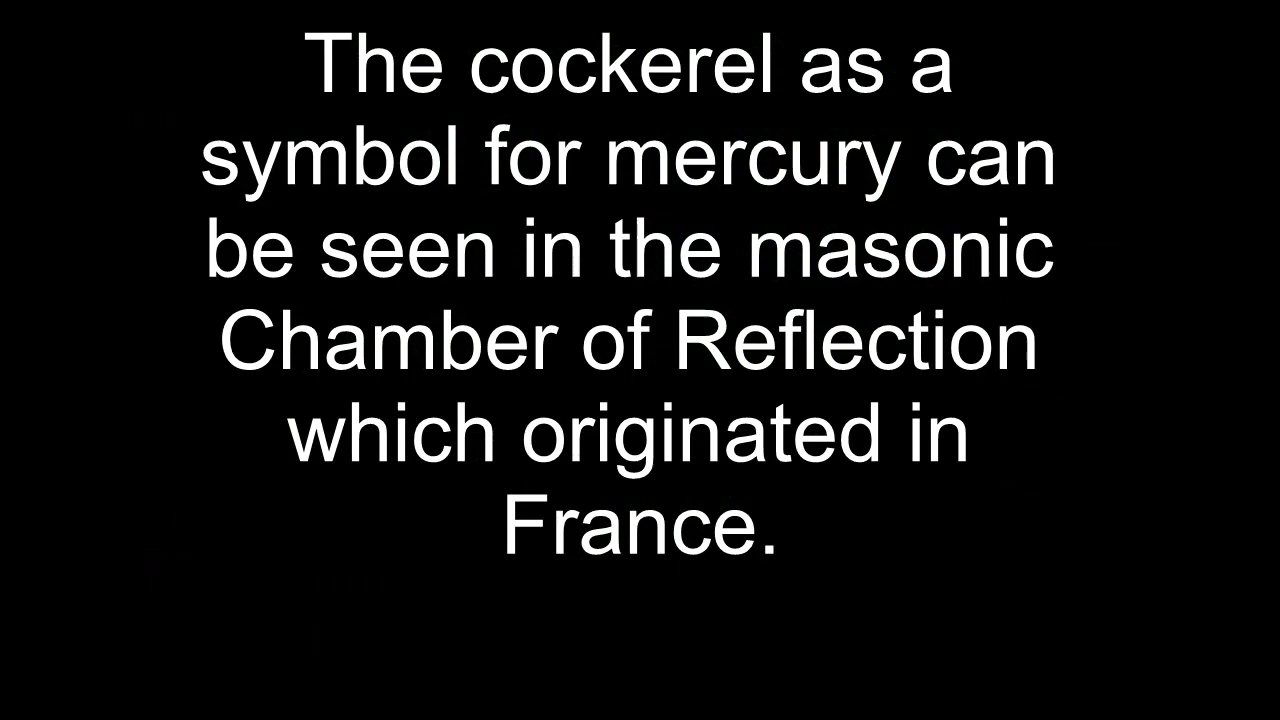 The cockerel as a
symbol for mercury can
be seen in the masonic
Chamber of Reflection
which originated in
France.